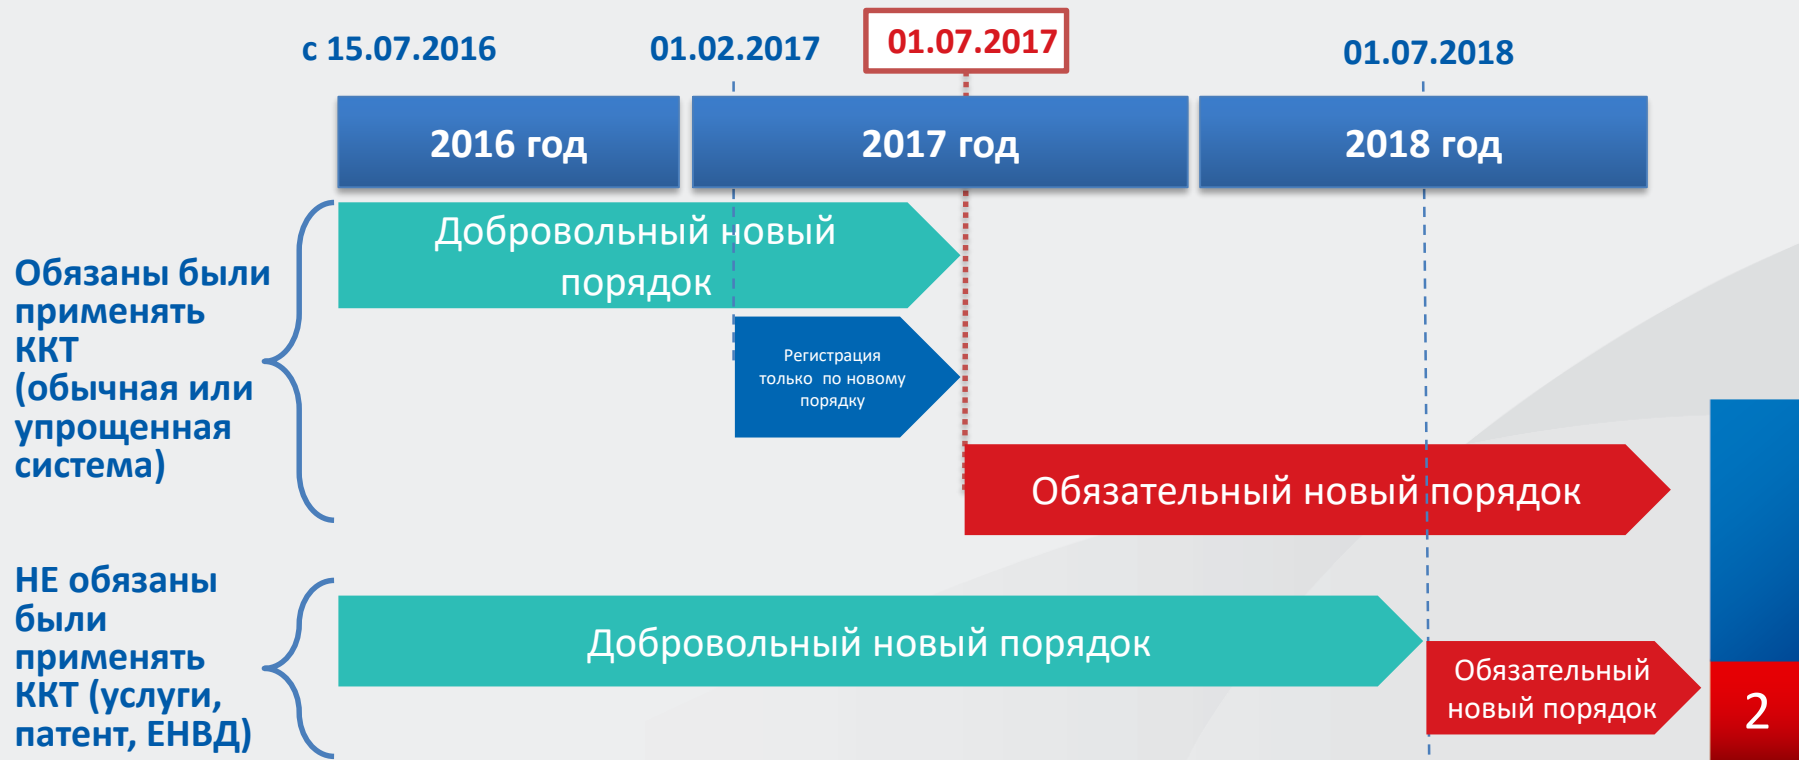 с 15.07.2016
01.02.2017
01.07.2017
01.07.2018
2016 год
2017 год
2018 год
Обязаны были
применять
ККТ
(обычная или
упрощенная
система)
Добровольный новый
порядок
Регистрация
только по новому
порядку
Обязательный новый порядок
НЕ обязаны
были
применять
ККТ (услуги,
патент, ЕНВД)
Добровольный новый порядок
Обязательный
новый порядок
2